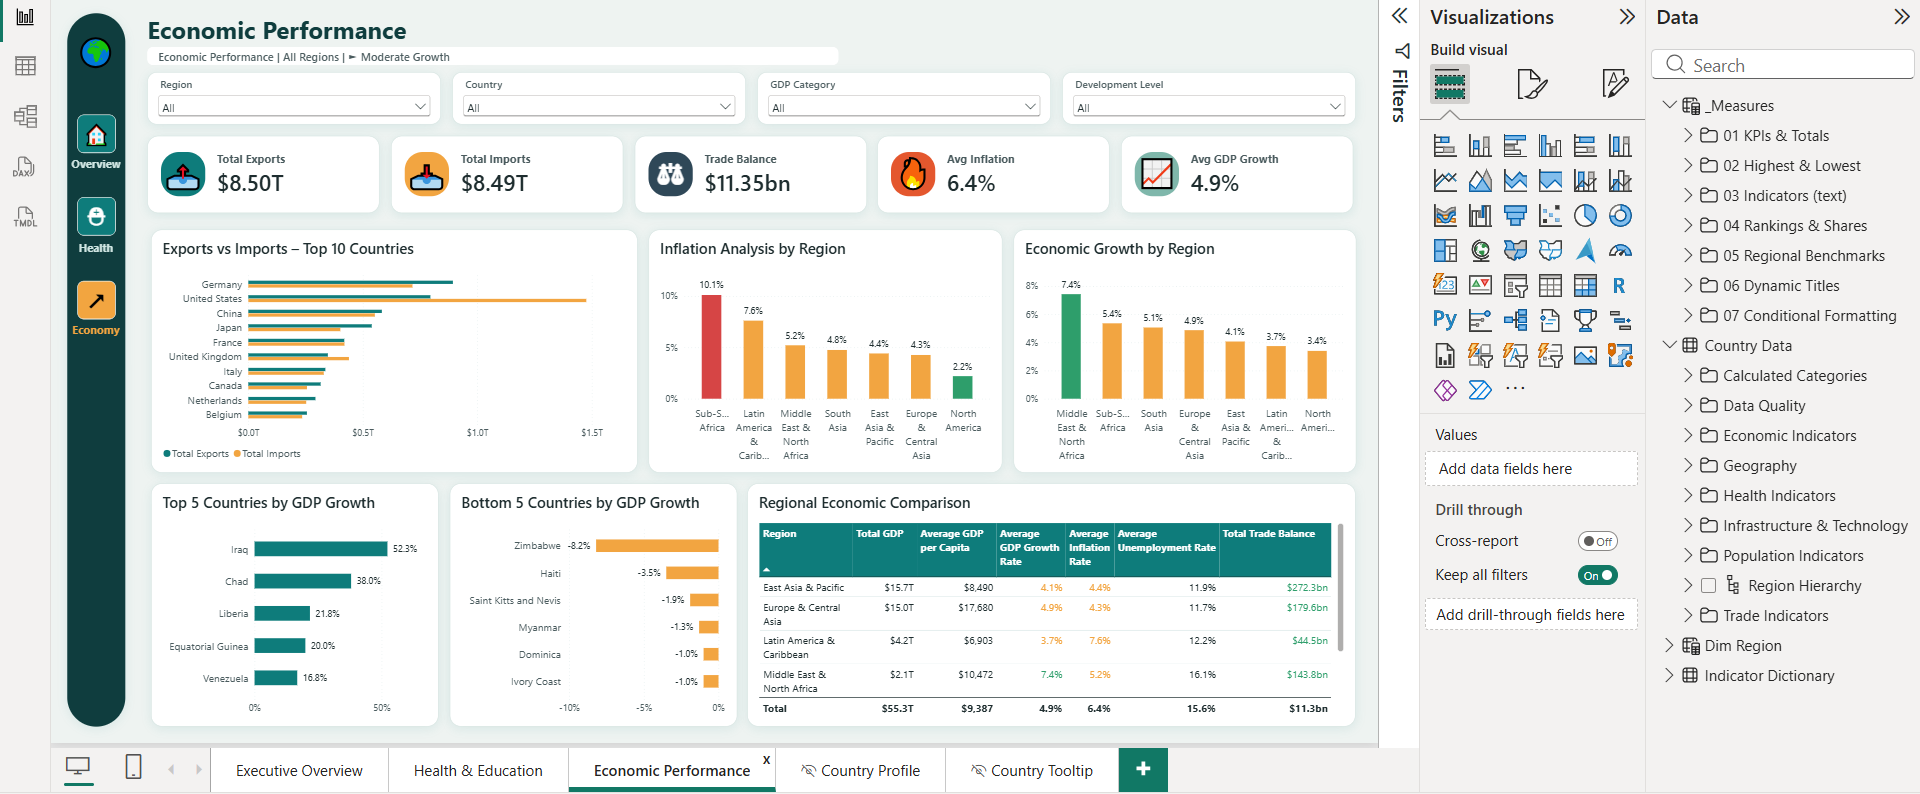 Economic Performance
Economic Performance | All Regions | ► Moderate Growth
Region
All
Country
All
GDP Category
All
Development Level
All
Overview
Health
Economy
Total Exports
$8.50T
Total Imports
$8.49T
Trade Balance
$11.35bn
Avg Inflation
6.4%
Avg GDP Growth
4.9%
Exports vs Imports – Top 10 Countries
Germany
United States
China
Japan
France
United Kingdom
Italy
Canada
Netherlands
Belgium
$0.0T $0.5T $1.0T $1.5T
Total Exports Total Imports
Inflation Analysis by Region
10% 5% 0%
10.1% 7.6% 5.2% 4.8% 4.4% 4.3% 2.2%
Sub-S... Africa
Latin America & Carib...
Middle East & North Africa
South Asia
East Asia & Pacific
Europe & Central Asia
North America
Economic Growth by Region
8% 6% 4% 2% 0%
7.4% 5.4% 5.1% 4.9% 4.1% 3.7% 3.4%
Middle East & North Africa
Sub-S... Africa
South Asia
Europe & Central Asia
East Asia & Pacific
Latin Ameri... & Carib...
North Ameri...
Top 5 Countries by GDP Growth
Iraq 52.3%
Chad 38.0%
Liberia 21.8%
Equatorial Guinea 20.0%
Venezuela 16.8%
0% 50%
Bottom 5 Countries by GDP Growth
Zimbabwe -8.2%
Haiti -3.5%
Saint Kitts and Nevis -1.9%
Myanmar -1.3%
Dominica -1.0%
Ivory Coast -1.0%
-10% -5% 0%
Regional Economic Comparison
Region Total GDP Average GDP per Capita Average GDP Growth Rate Average Inflation Rate Average Unemployment Rate Total Trade Balance
East Asia & Pacific $15.7T $8,490 4.1% 4.4% 11.9% $272.3bn
Europe & Central Asia $15.0T $17,680 4.9% 4.3% 11.7% $179.6bn
Latin America & Caribbean $4.2T $6,903 3.7% 7.6% 12.2% $44.5bn
Middle East & North Africa $2.1T $10,472 7.4% 5.2% 16.1% $143.8bn
Total $55.3T $9,387 4.9% 6.4% 15.6% $11.3bn
Executive Overview
Health & Education
Economic Performance x
Country Profile
Country Tooltip
+
DAX
TMDL
Filters
Visualizations
Build visual
123
R
Py
...
Values
Add data fields here
Drill through
Cross-report Off
Keep all filters On
Add drill-through fields here
Data
Search
_Measures
01 KPIs & Totals
02 Highest & Lowest
03 Indicators (text)
04 Rankings & Shares
05 Regional Benchmarks
06 Dynamic Titles
07 Conditional Formatting
Country Data
Calculated Categories
Data Quality
Economic Indicators
Geography
Health Indicators
Infrastructure & Technology
Population Indicators
Region Hierarchy
Trade Indicators
Dim Region
Indicator Dictionary